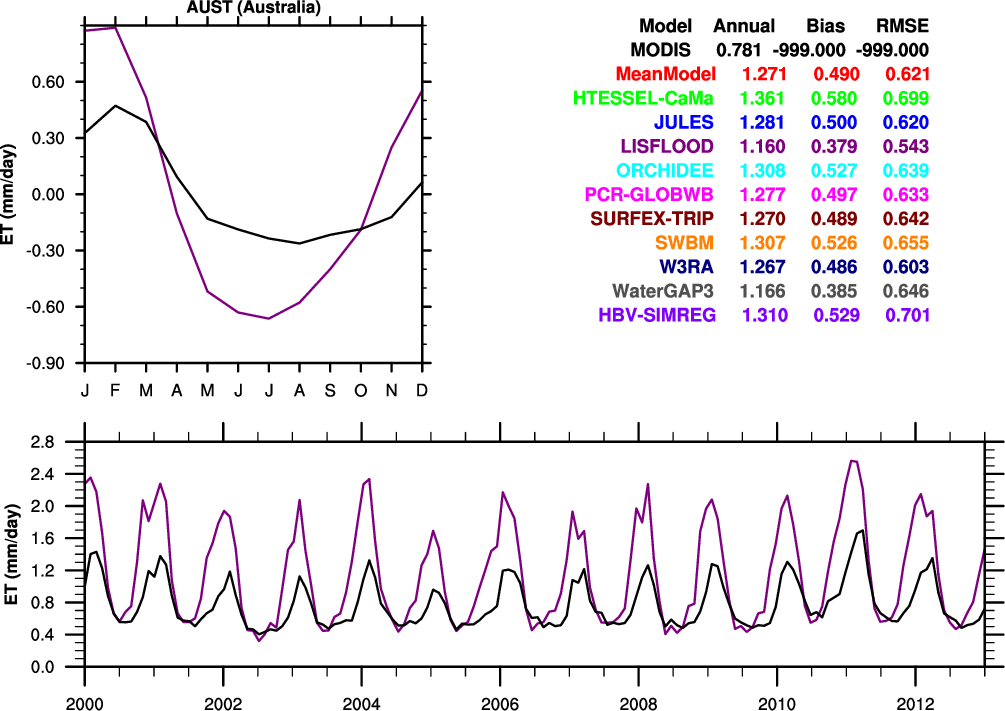 AUST (Australia)
ET (mm/day)
0.60
0.30
0.00
-0.30
-0.60
-0.90
J F M A M J J A S O N D
Model Annual Bias RMSE
MODIS 0.781 -999.000 -999.000
MeanModel 1.271 0.490 0.621
HTESSEL-CaMa 1.361 0.580 0.699
JULES 1.281 0.500 0.620
LISFLOOD 1.160 0.379 0.543
ORCHIDEE 1.308 0.527 0.639
PCR-GLOBWB 1.277 0.497 0.633
SURFEX-TRIP 1.270 0.489 0.642
SWBM 1.307 0.526 0.655
W3RA 1.267 0.486 0.603
WaterGAP3 1.166 0.385 0.646
HBV-SIMREG 1.310 0.529 0.701
ET (mm/day)
2.8
2.4
2.0
1.6
1.2
0.8
0.4
0.0
2000 2002 2004 2006 2008 2010 2012